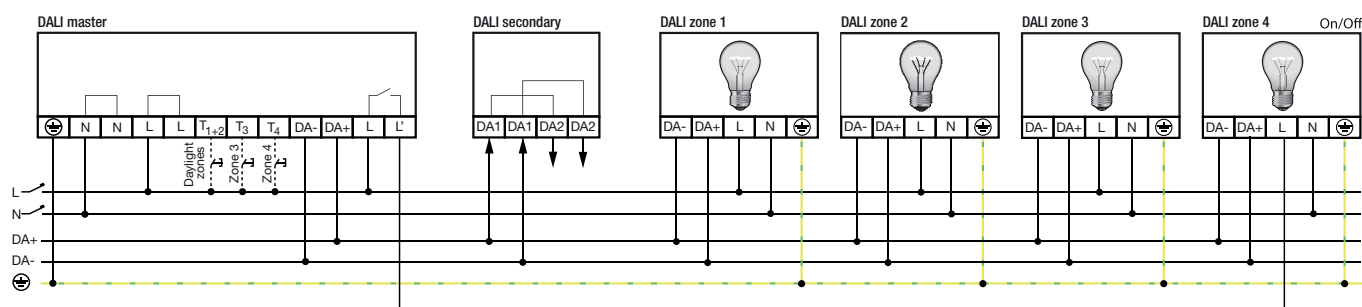 DALI master
DALI secondary
DALI zone 1
DALI zone 2
DALI zone 3
DALI zone 4
On/Off
N N L L T1+2 T3 T4 DA- DA+ L L'
DA1 DA1 DA2 DA2
DA- DA+ L N
DA- DA+ L N
DA- DA+ L N
DA- DA+ L N
Daylight
zones
Zone 3
Zone 4
L
N
DA+
DA-